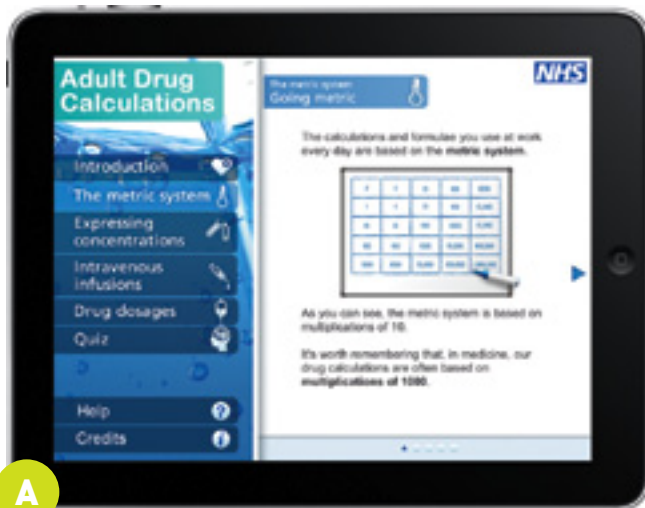 Adult Drug
Calculations
Introduction
The metric system
Expressing
concentrations
Intravenous
infusions
Drug dosages
Quiz
Help
Credits
The metric system
Going metric
NHS
The calculations and formulae you use at work
every day are based on the metric system.
As you can see, the metric system is based on
multiplications of 10.
It's worth remembering that, in medicine, our
drug calculations are often based on
multiplications of 1000.
A